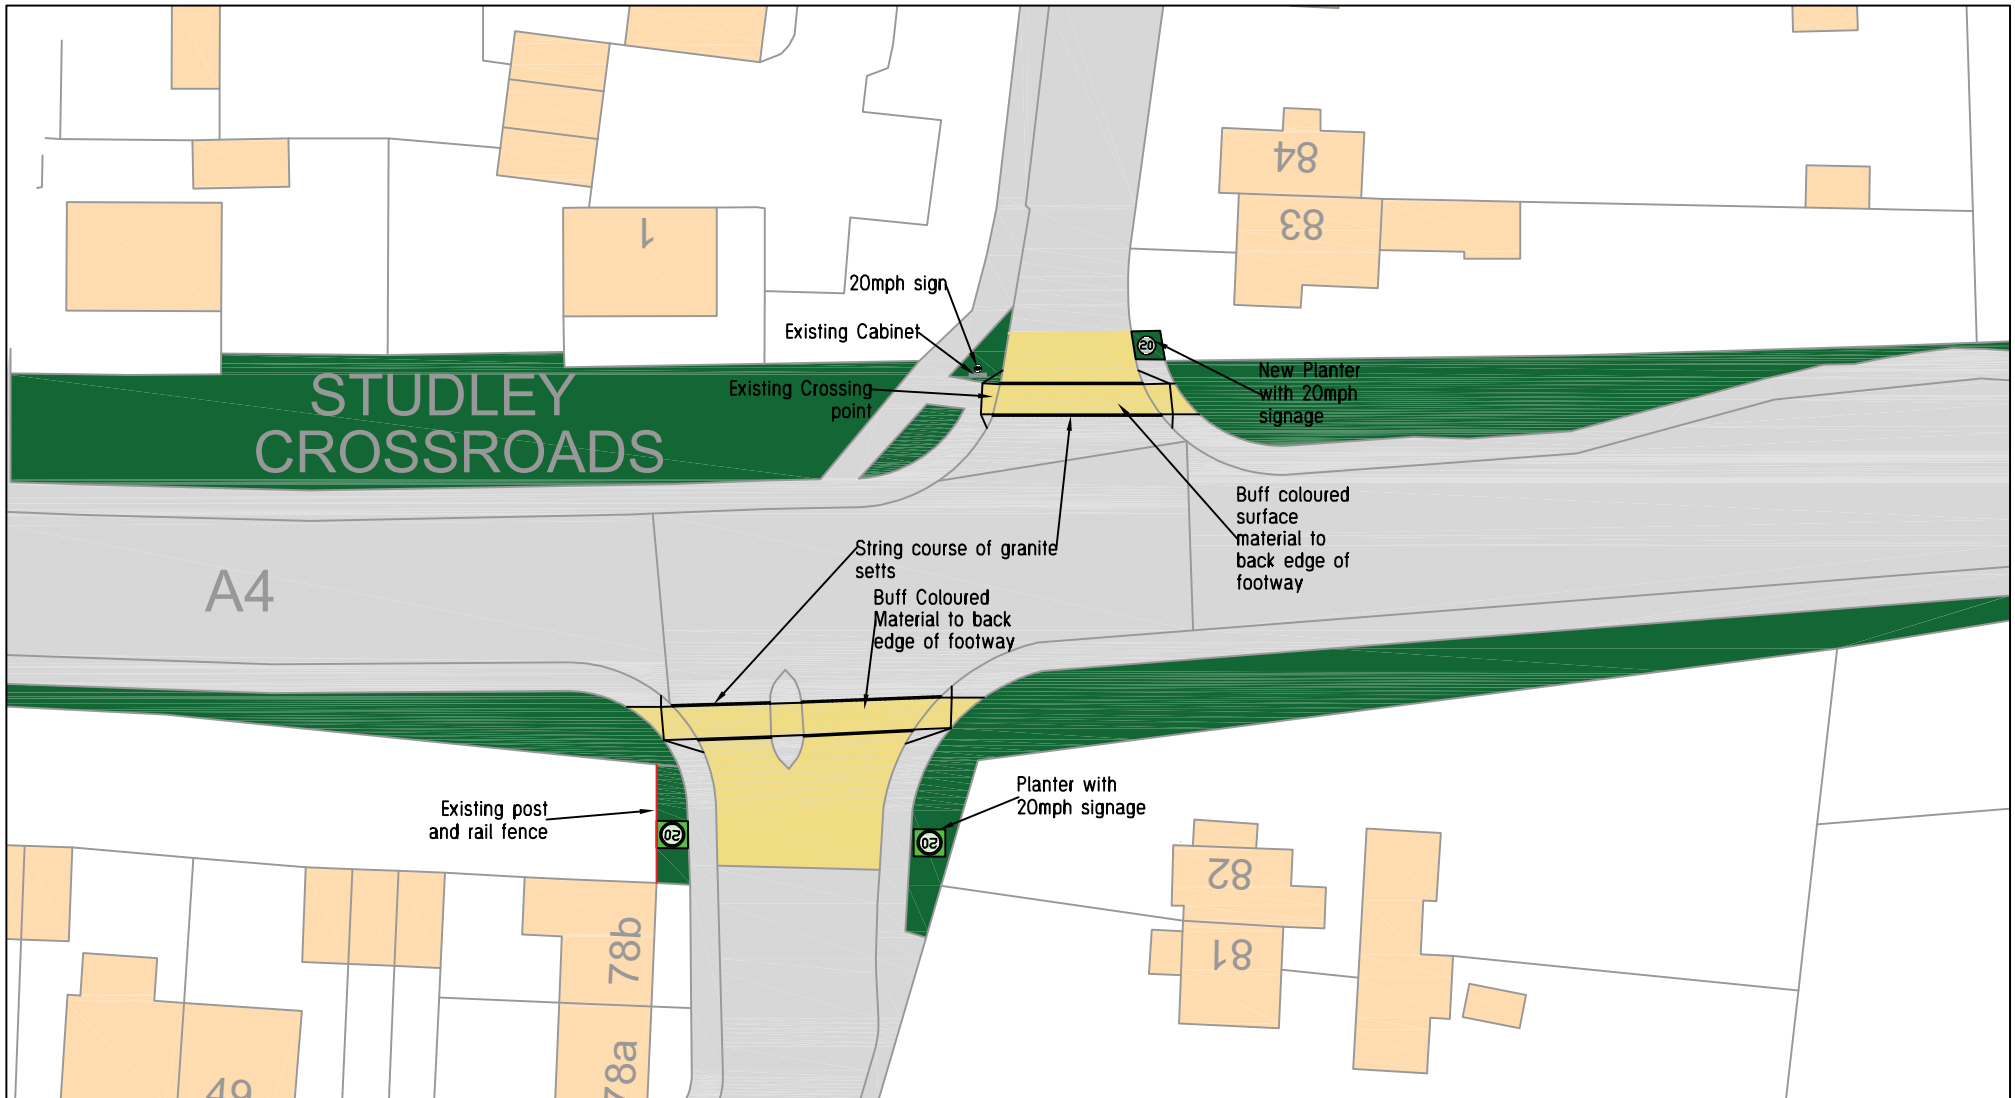 84
83
1
20mph sign
Existing Cabinet
20
New Planter
with 20mph
signage
Existing Crossing
point
STUDLEY
CROSSROADS
Buff coloured
surface
material to
back edge of
footway
String course of granite
setts
A4
Buff Coloured
Material to back
edge of footway
Existing post
and rail fence
20
20
Planter with
20mph signage
82
81
78b
78a
49